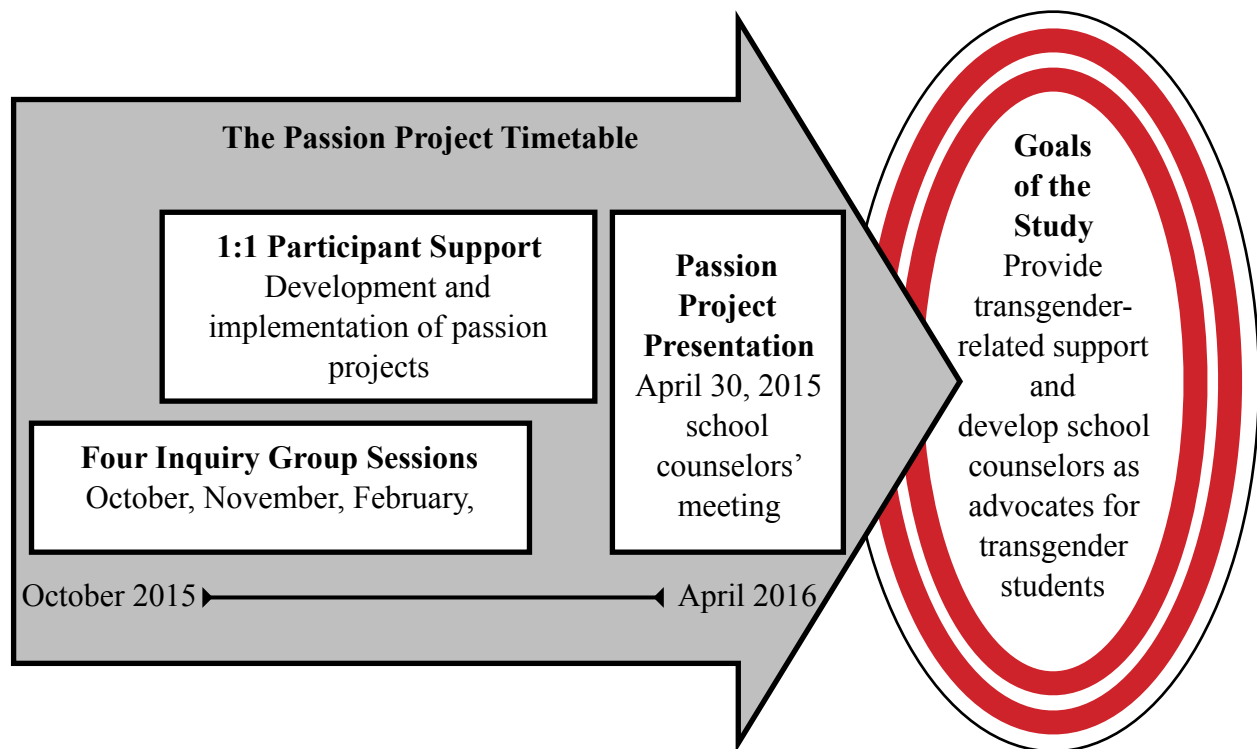 The Passion Project Timetable
1:1 Participant Support
Development and
implementation of passion
projects
Four Inquiry Group Sessions
October, November, February,
Passion
Project
Presentation
April 30, 2015
school
counselors’
meeting
October 2015
April 2016
Goals
of the
Study
Provide
transgender-
related support
and
develop school
counselors as
advocates for
transgender
students